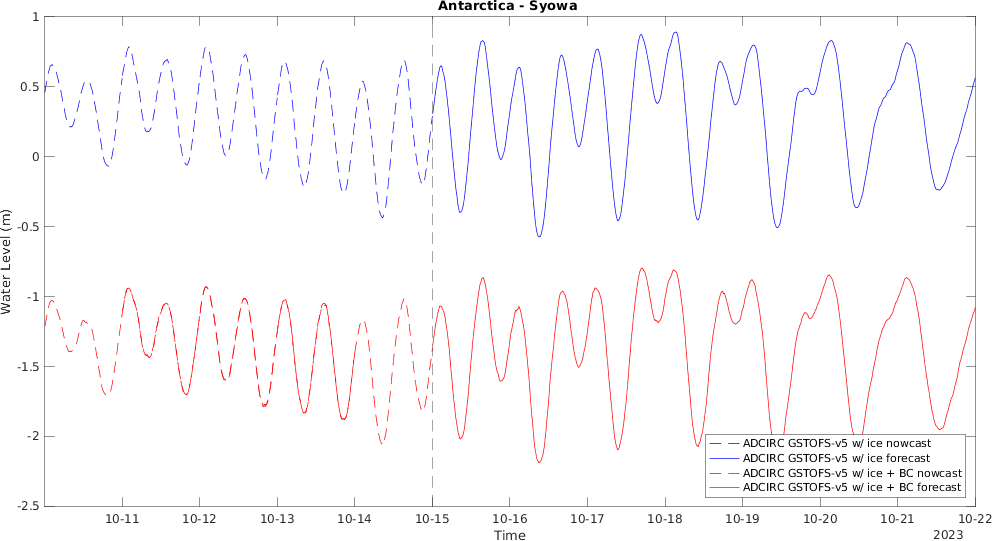 Antarctica - Syowa
1
0.5
0
-0.5
-1
-1.5
-2
-2.5
Water Level (m)
10-11 10-12 10-13 10-14 10-15 10-16 10-17 10-18 10-19 10-20 10-21 10-22
Time
2023
ADCIRC GSTOFS-v5 w/ ice nowcast
ADCIRC GSTOFS-v5 w/ ice forecast
ADCIRC GSTOFS-v5 w/ ice + BC nowcast
ADCIRC GSTOFS-v5 w/ ice + BC forecast